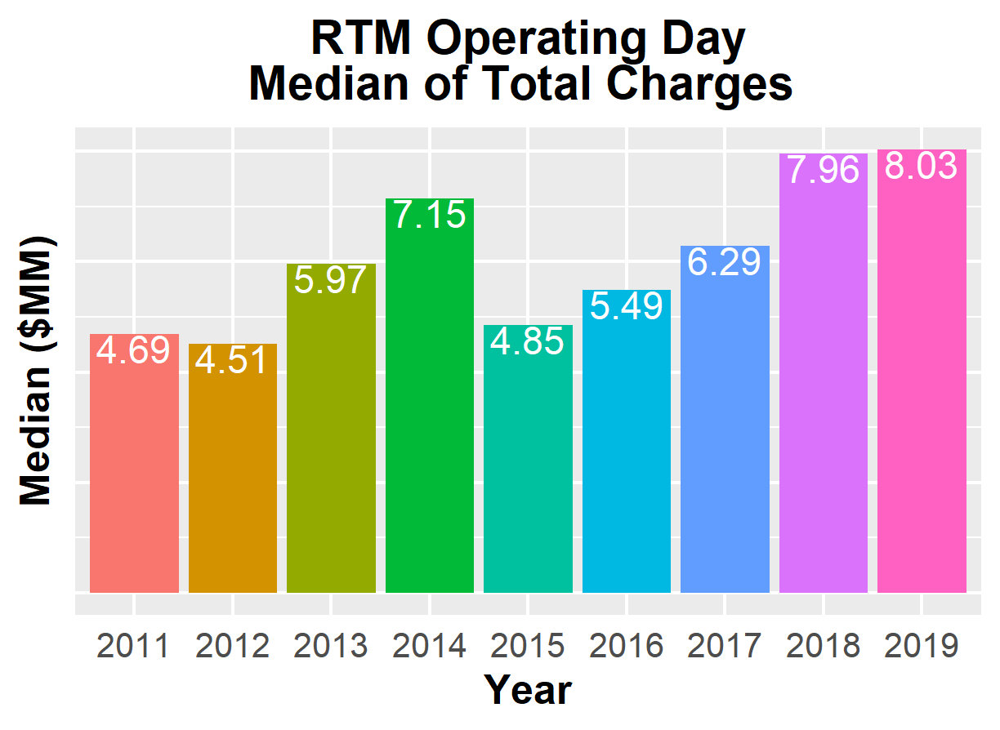 RTM Operating Day
Median of Total Charges
Median ($MM)
4.69
4.51
5.97
7.15
4.85
5.49
6.29
7.96
8.03
2011 2012 2013 2014 2015 2016 2017 2018 2019
Year